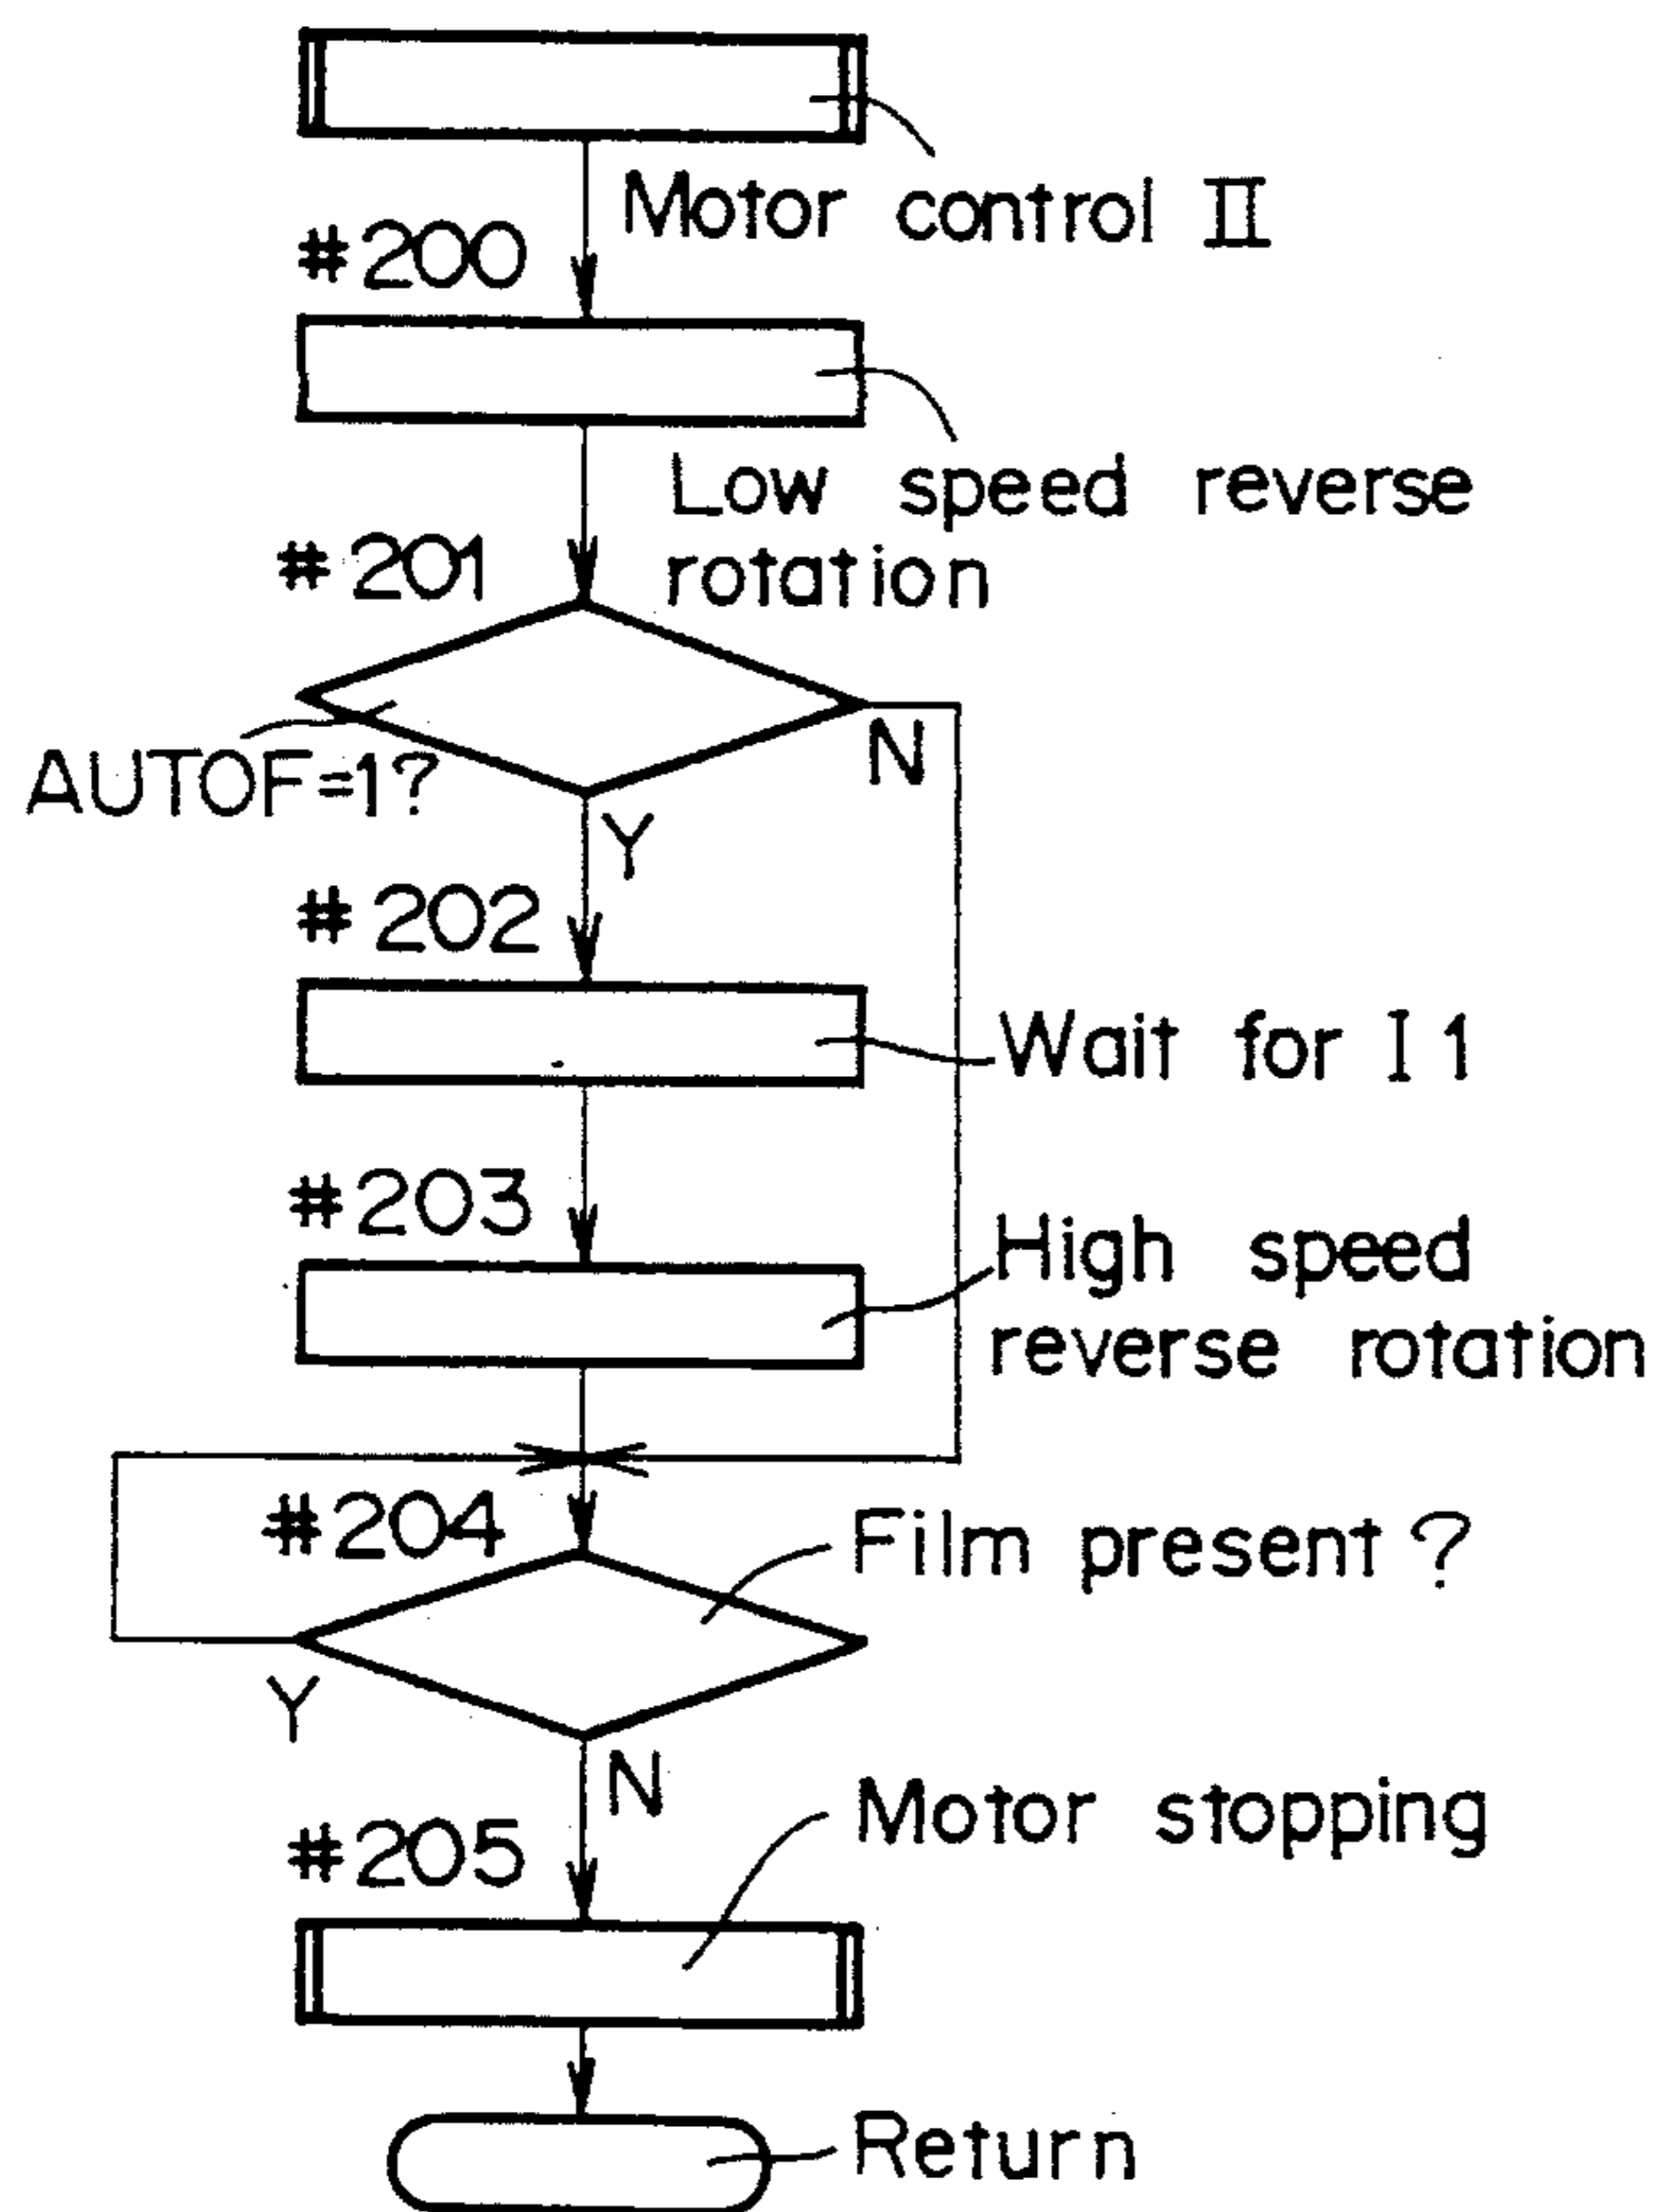 Motor control II
#200
Low speed reverse
rotation
#201
AUTOF=1?
N
Y
#202
Wait for I 1
#203
High speed
reverse rotation
#204
Film present ?
Y
N
Motor stopping
#205
Return